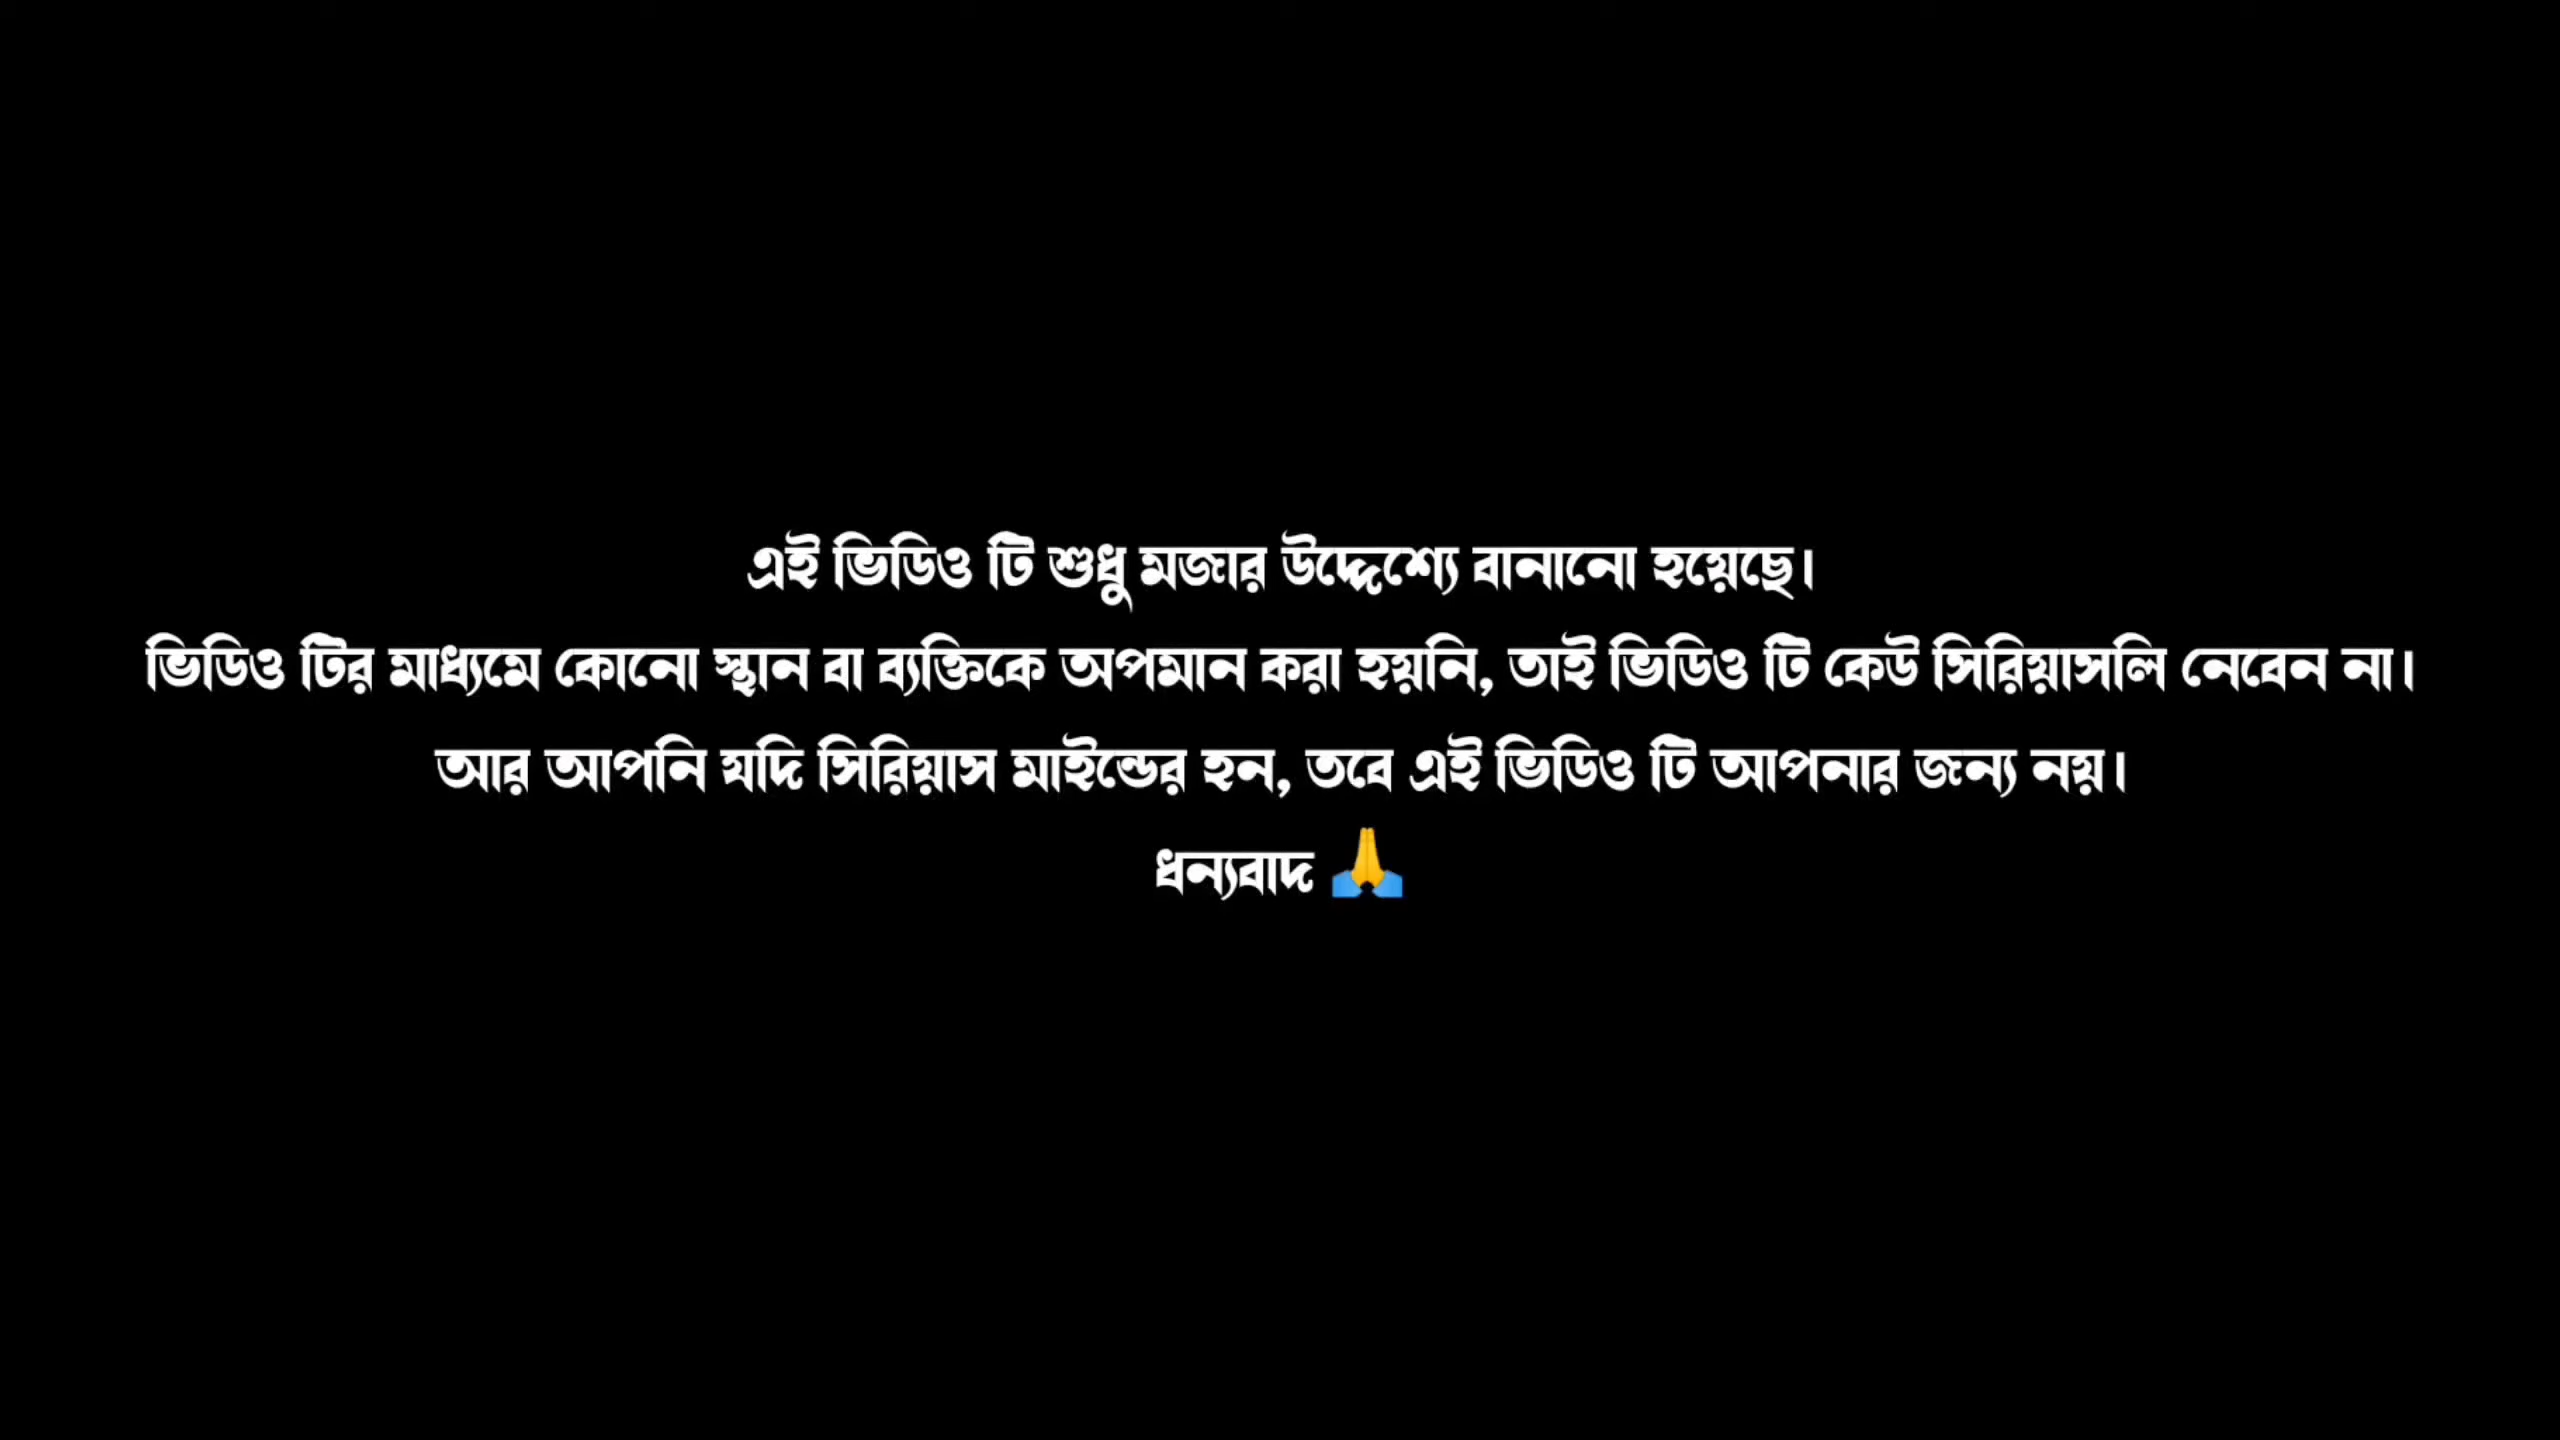 এই ভিডিও টি শুধু মজার উদ্দেশ্যে বানানো হয়েছে।
ভিডিও টির মাধ্যমে কোনো স্থান বা ব্যক্তিকে অপমান করা হয়নি, তাই ভিডিও টি কেউ সিরিয়াসলি নেবেন না।
আর আপনি যদি সিরিয়াস মাইন্ডের হন, তবে এই ভিডিও টি আপনার জন্য নয়।
ধন্যবাদ 🙏